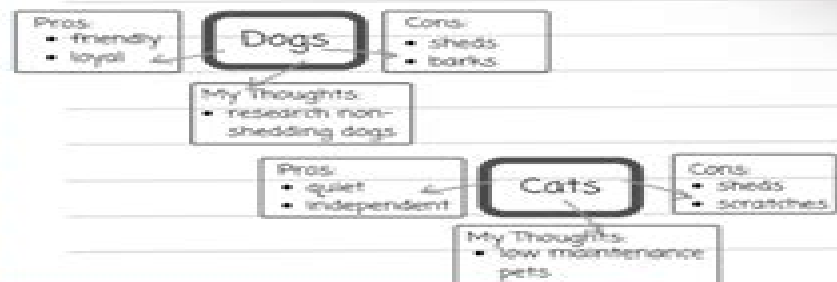 Dogs
Pros:
• friendly
• loyal
Cons:
• sheds
• barks
My Thoughts:
• research non-
shedding dogs
Cats
Pros:
• quiet
• independent
Cons:
• sheds
• scratches
My Thoughts:
• low maintenance
pets